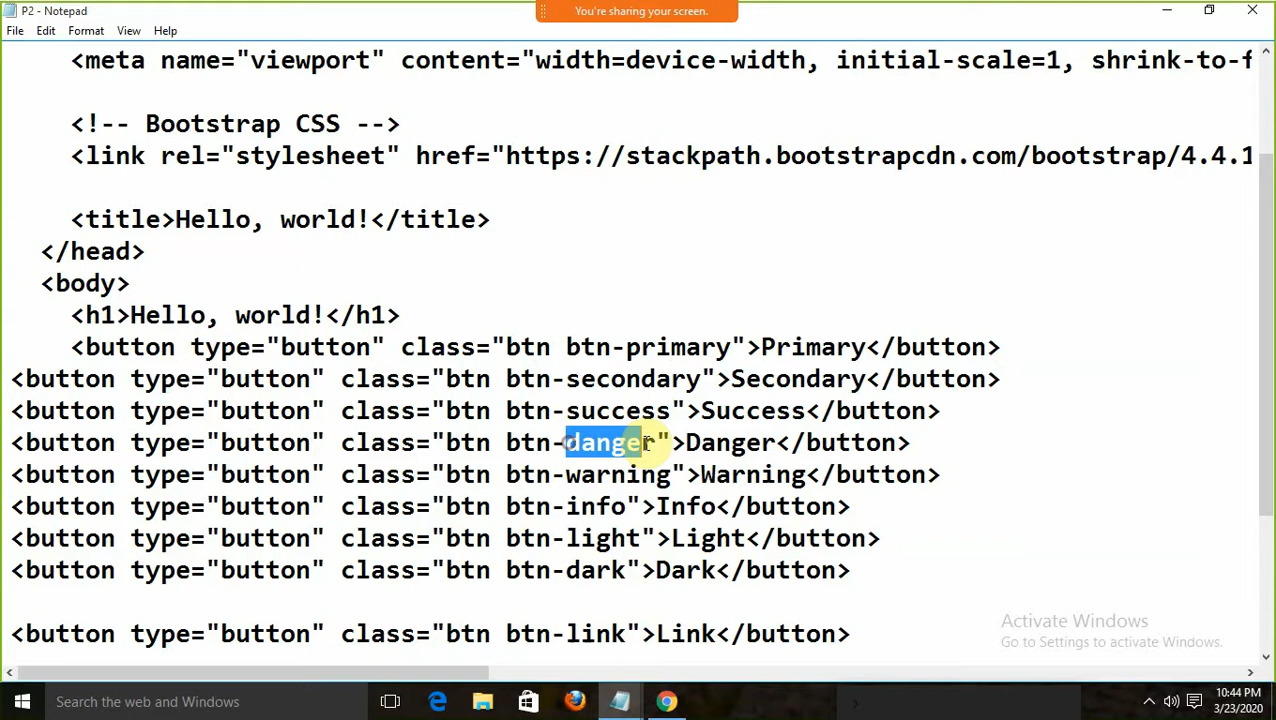 P2 - Notepad
You're sharing your screen.
File Edit Format View Help
<meta name="viewport" content="width=device-width, initial-scale=1, shrink-to-f
<!-- Bootstrap CSS -->
<link rel="stylesheet" href="https://stackpath.bootstrapcdn.com/bootstrap/4.4.1
<title>Hello, world!</title>
</head>
<body>
<h1>Hello, world!</h1>
<button type="button" class="btn btn-primary">Primary</button>
<button type="button" class="btn btn-secondary">Secondary</button>
<button type="button" class="btn btn-success">Success</button>
<button type="button" class="btn btn-danger">Danger</button>
<button type="button" class="btn btn-warning">Warning</button>
<button type="button" class="btn btn-info">Info</button>
<button type="button" class="btn btn-light">Light</button>
<button type="button" class="btn btn-dark">Dark</button>
<button type="button" class="btn btn-link">Link</button>
Activate Windows
Go to Settings to activate Windows.
Search the web and Windows
10:44 PM
3/23/2020